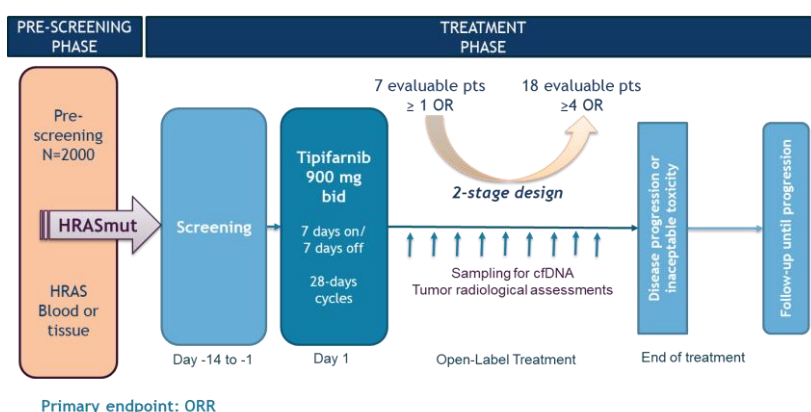 PRE-SCREENING
PHASE
TREATMENT
PHASE
Pre-
screening
N=2000
HRASmut
HRAS
Blood or
tissue
Screening
Day -14 to -1
Tipifarnib
900 mg
bid
7 days on/
7 days off
28-days
cycles
Day 1
7 evaluable pts
≥ 1 OR
18 evaluable pts
≥4 OR
2-stage design
Sampling for cfDNA
Tumor radiological assessments
Open-Label Treatment
Disease progression or
inaceptable toxicity
End of treatment
Follow-up until progression
Primary endpoint: ORR